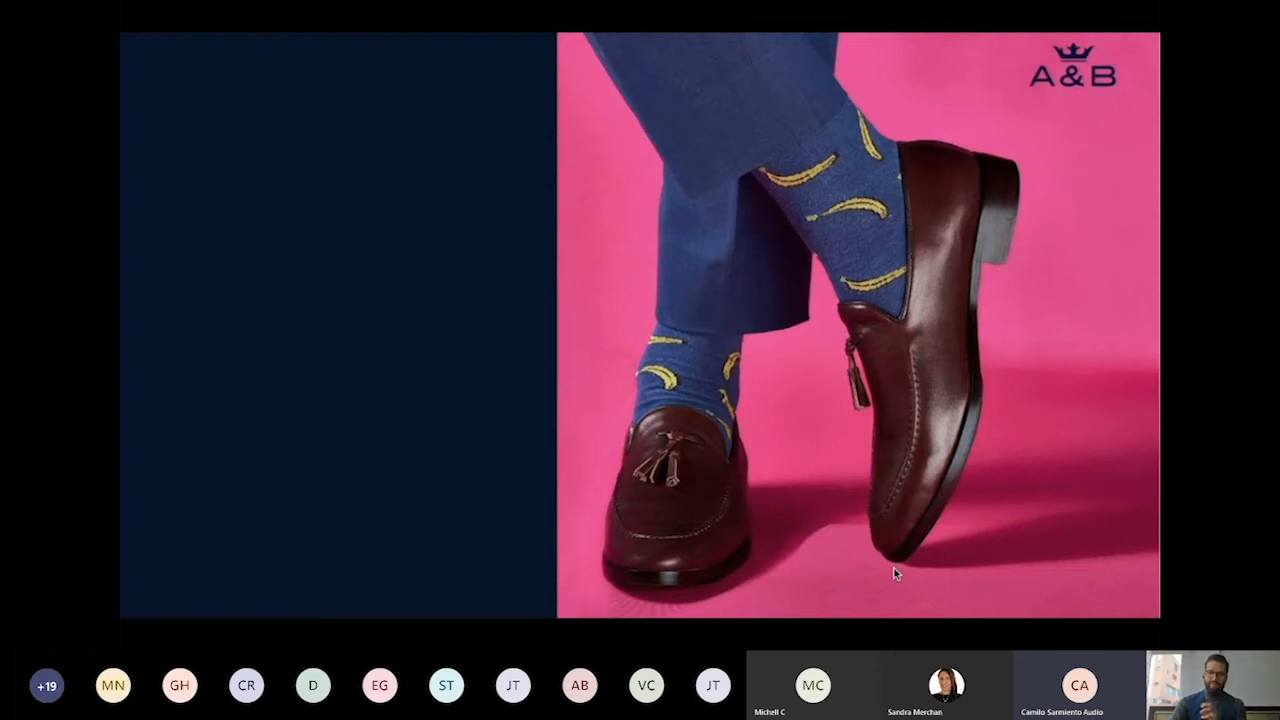 A&B
+19
MN
GH
CR
D
EG
ST
JT
AB
VC
JT
MC
CA
Michell C
Sandra Merchan
Camilo Sarmiento Audio